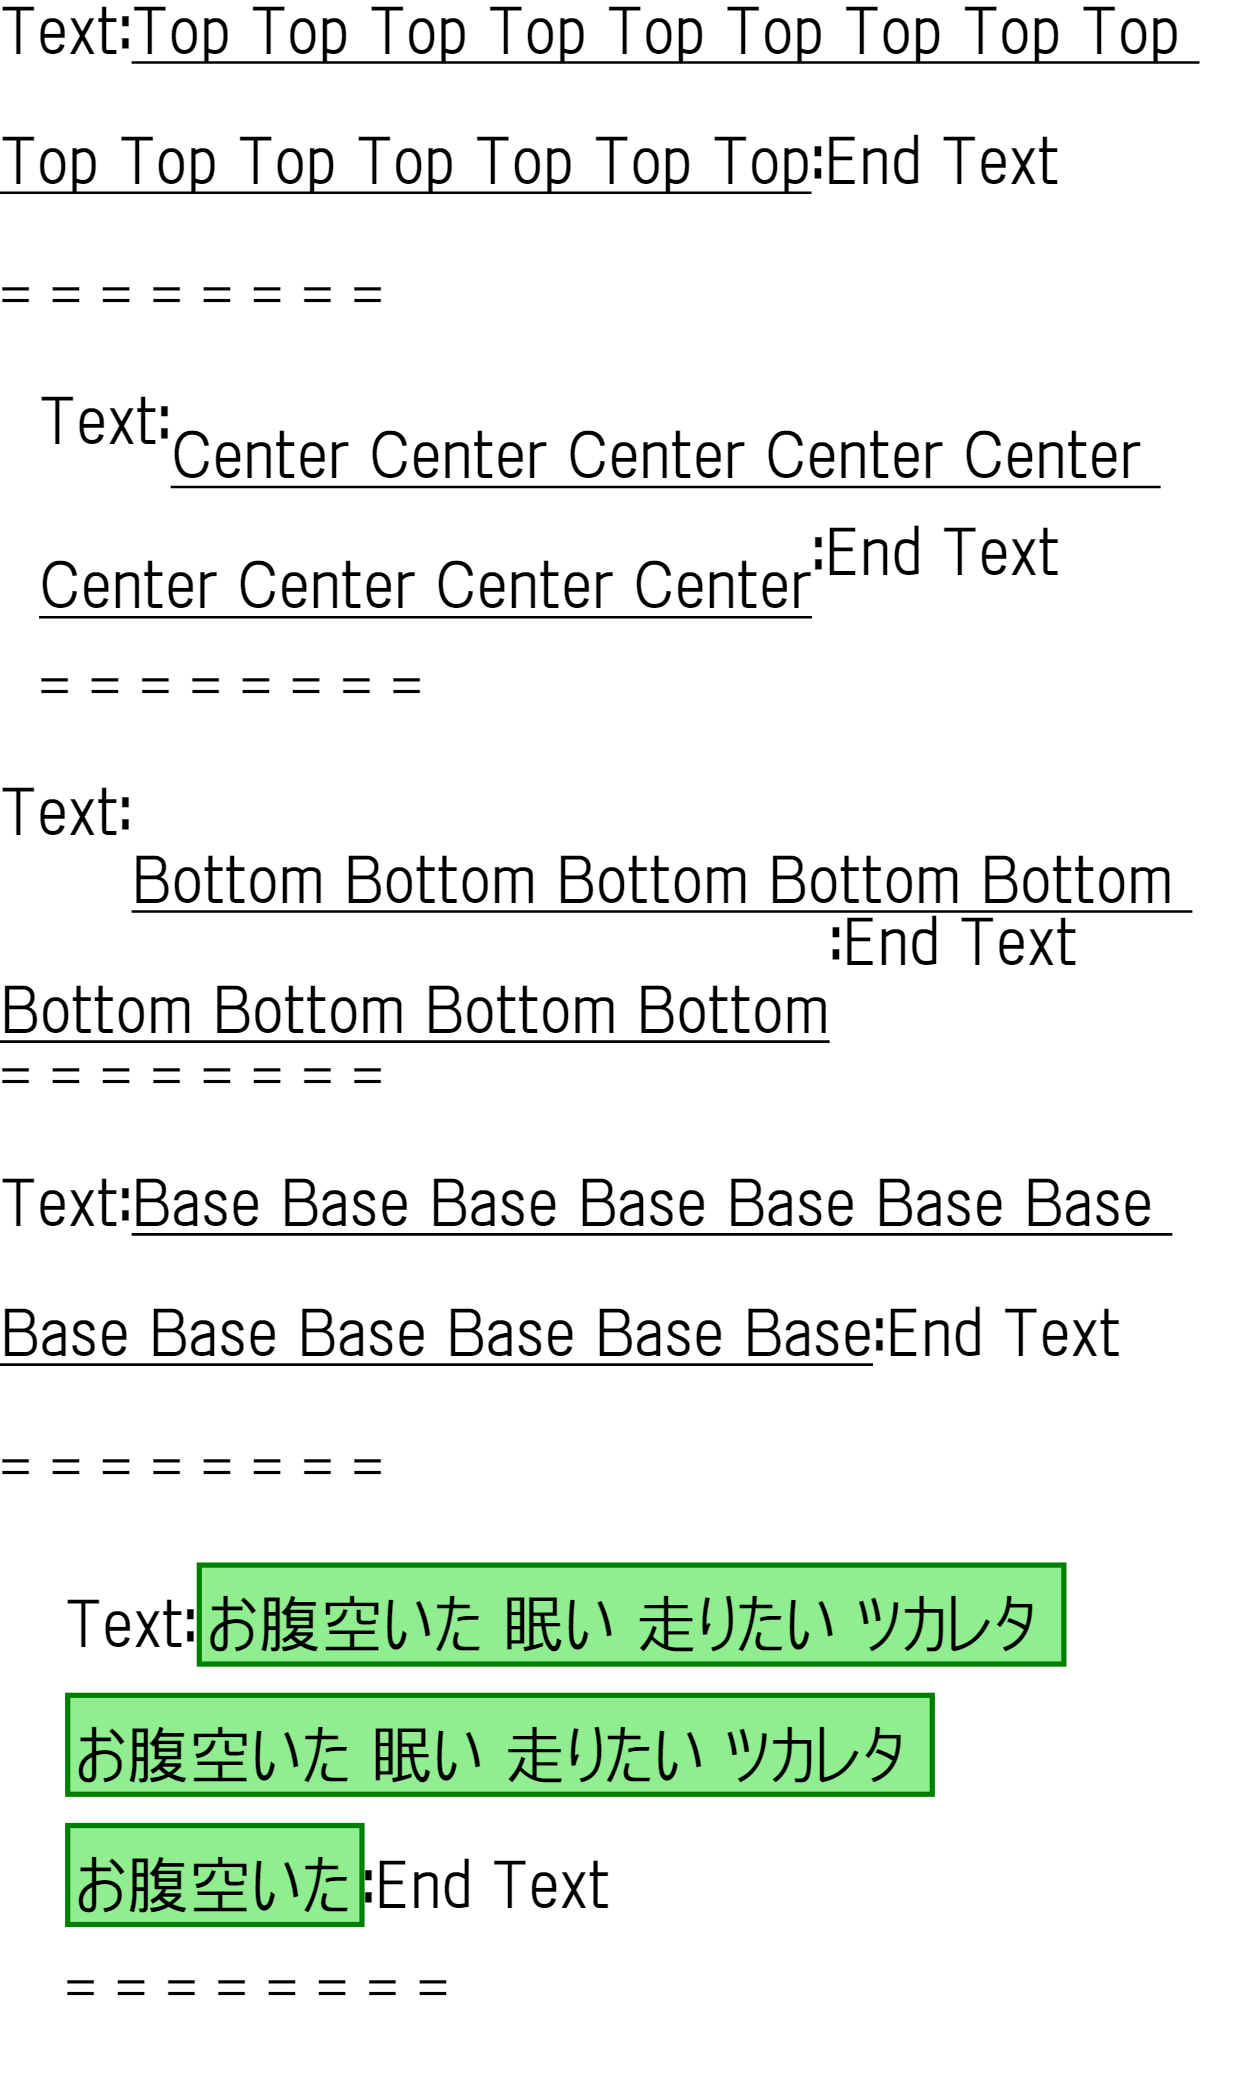 Text:Top Top Top Top Top Top Top Top Top
Top Top Top Top Top Top Top:End Text
= = = = = = = =
Text:Center Center Center Center Center
Center Center Center Center:End Text
= = = = = = = =
Text:
Bottom Bottom Bottom Bottom Bottom
:End Text
Bottom Bottom Bottom Bottom
= = = = = = = =
Text:Base Base Base Base Base Base Base
Base Base Base Base Base Base:End Text
= = = = = = = =
Text:お腹空いた 眠い 走りたい ツカレタ
お腹空いた 眠い 走りたい ツカレタ
お腹空いた:End Text
= = = = = = = =